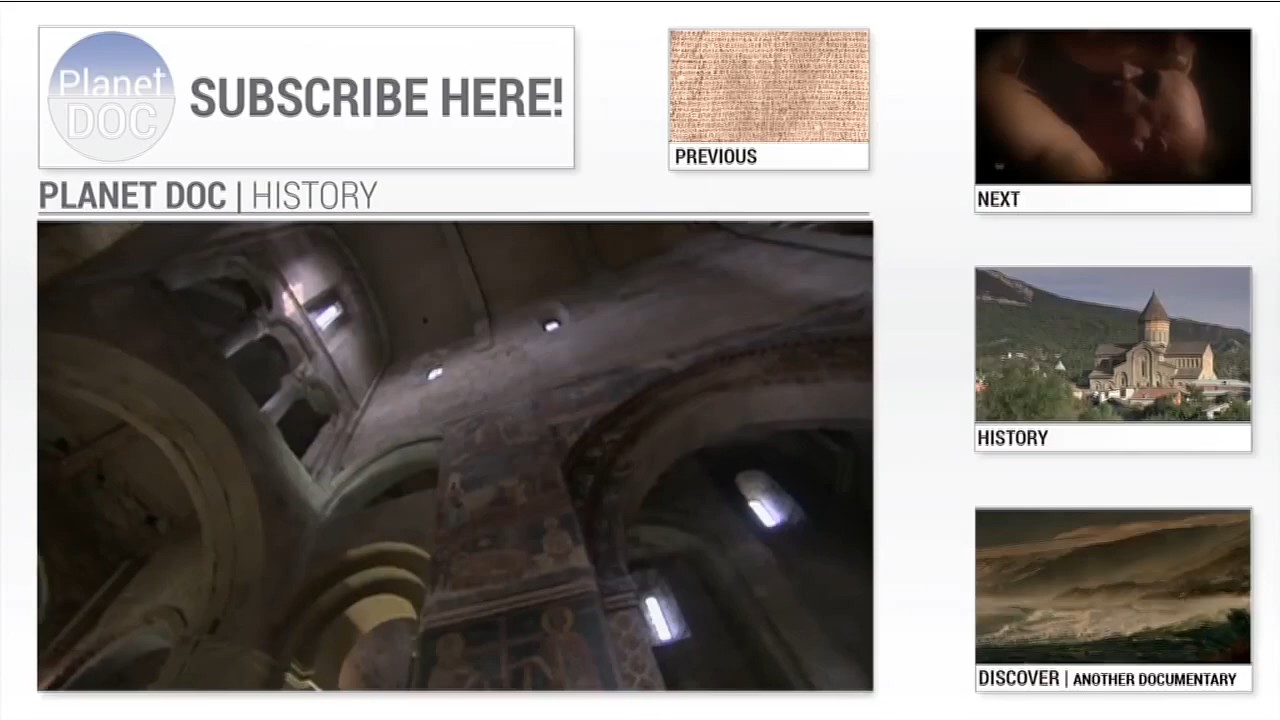 Planet
DOC
SUBSCRIBE HERE!
PREVIOUS
NEXT
PLANET DOC | HISTORY
HISTORY
DISCOVER | ANOTHER DOCUMENTARY